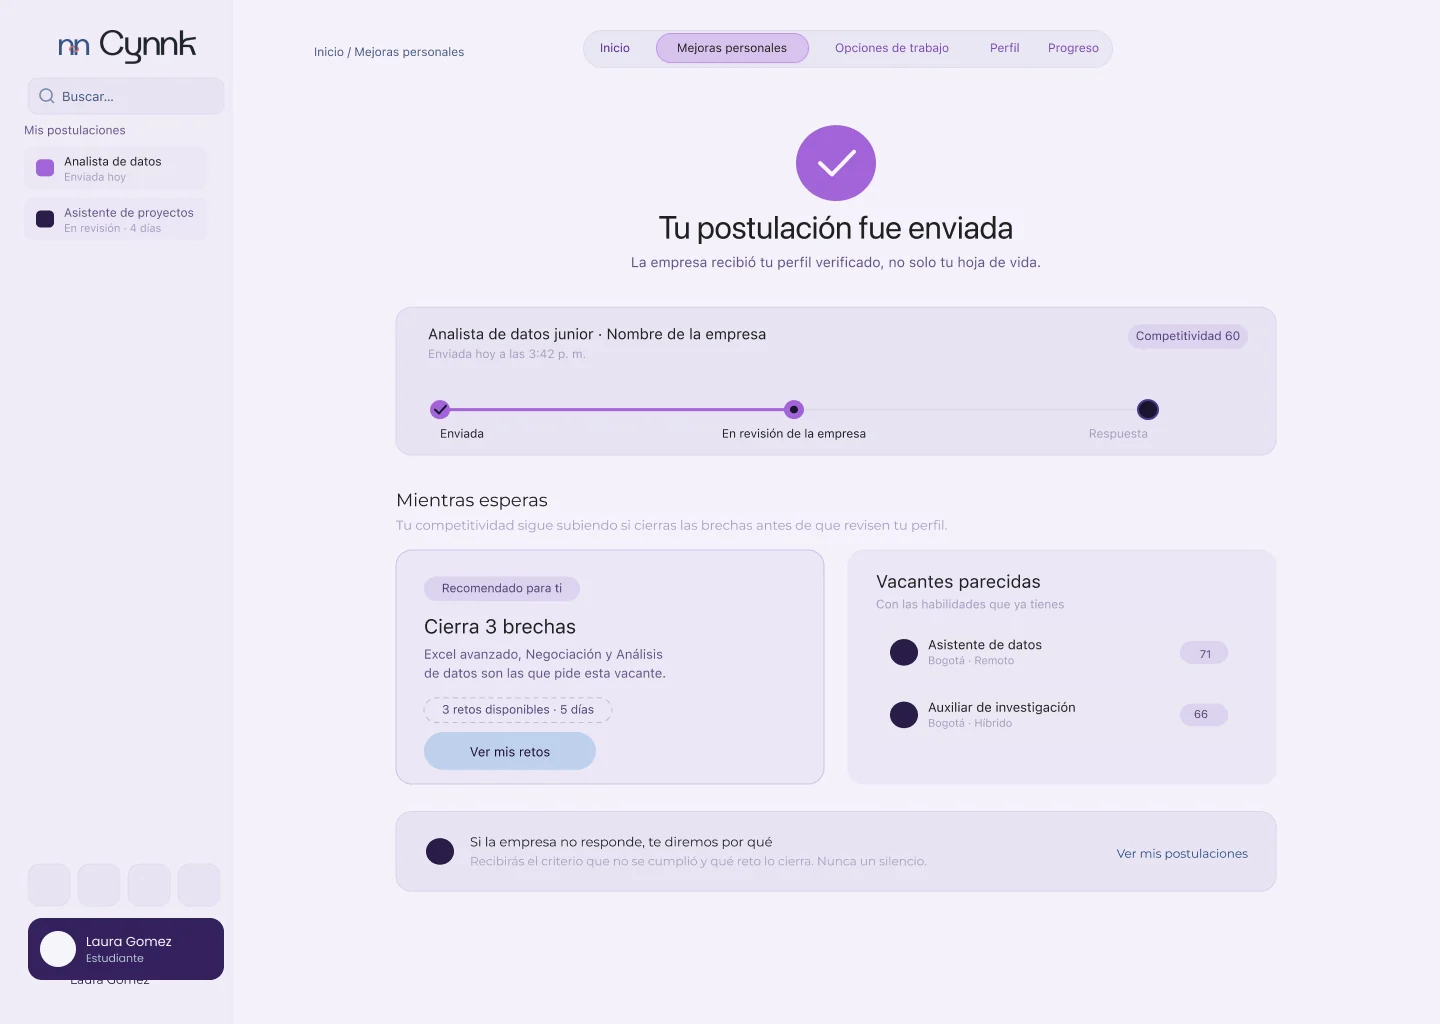 nn Cynnk
Buscar...
Mis postulaciones
Analista de datos
Enviada hoy
Asistente de proyectos
En revisión · 4 días
Inicio / Mejoras personales
Inicio
Mejoras personales
Opciones de trabajo
Perfil
Progreso
Tu postulación fue enviada
La empresa recibió tu perfil verificado, no solo tu hoja de vida.
Analista de datos junior · Nombre de la empresa
Competitividad 60
Enviada hoy a las 3:42 p. m.
Enviada
En revisión de la empresa
Respuesta
Mientras esperas
Tu competitividad sigue subiendo si cierras las brechas antes de que revisen tu perfil.
Recomendado para ti
Cierra 3 brechas
Excel avanzado, Negociación y Análisis
de datos son las que pide esta vacante.
3 retos disponibles · 5 días
Ver mis retos
Vacantes parecidas
Con las habilidades que ya tienes
Asistente de datos
Bogotá · Remoto
71
Auxiliar de investigación
Bogotá · Híbrido
66
Si la empresa no responde, te diremos por qué
Recibirás el criterio que no se cumplió y qué reto lo cierra. Nunca un silencio.
Ver mis postulaciones
Laura Gomez
Estudiante
Laura Gomez